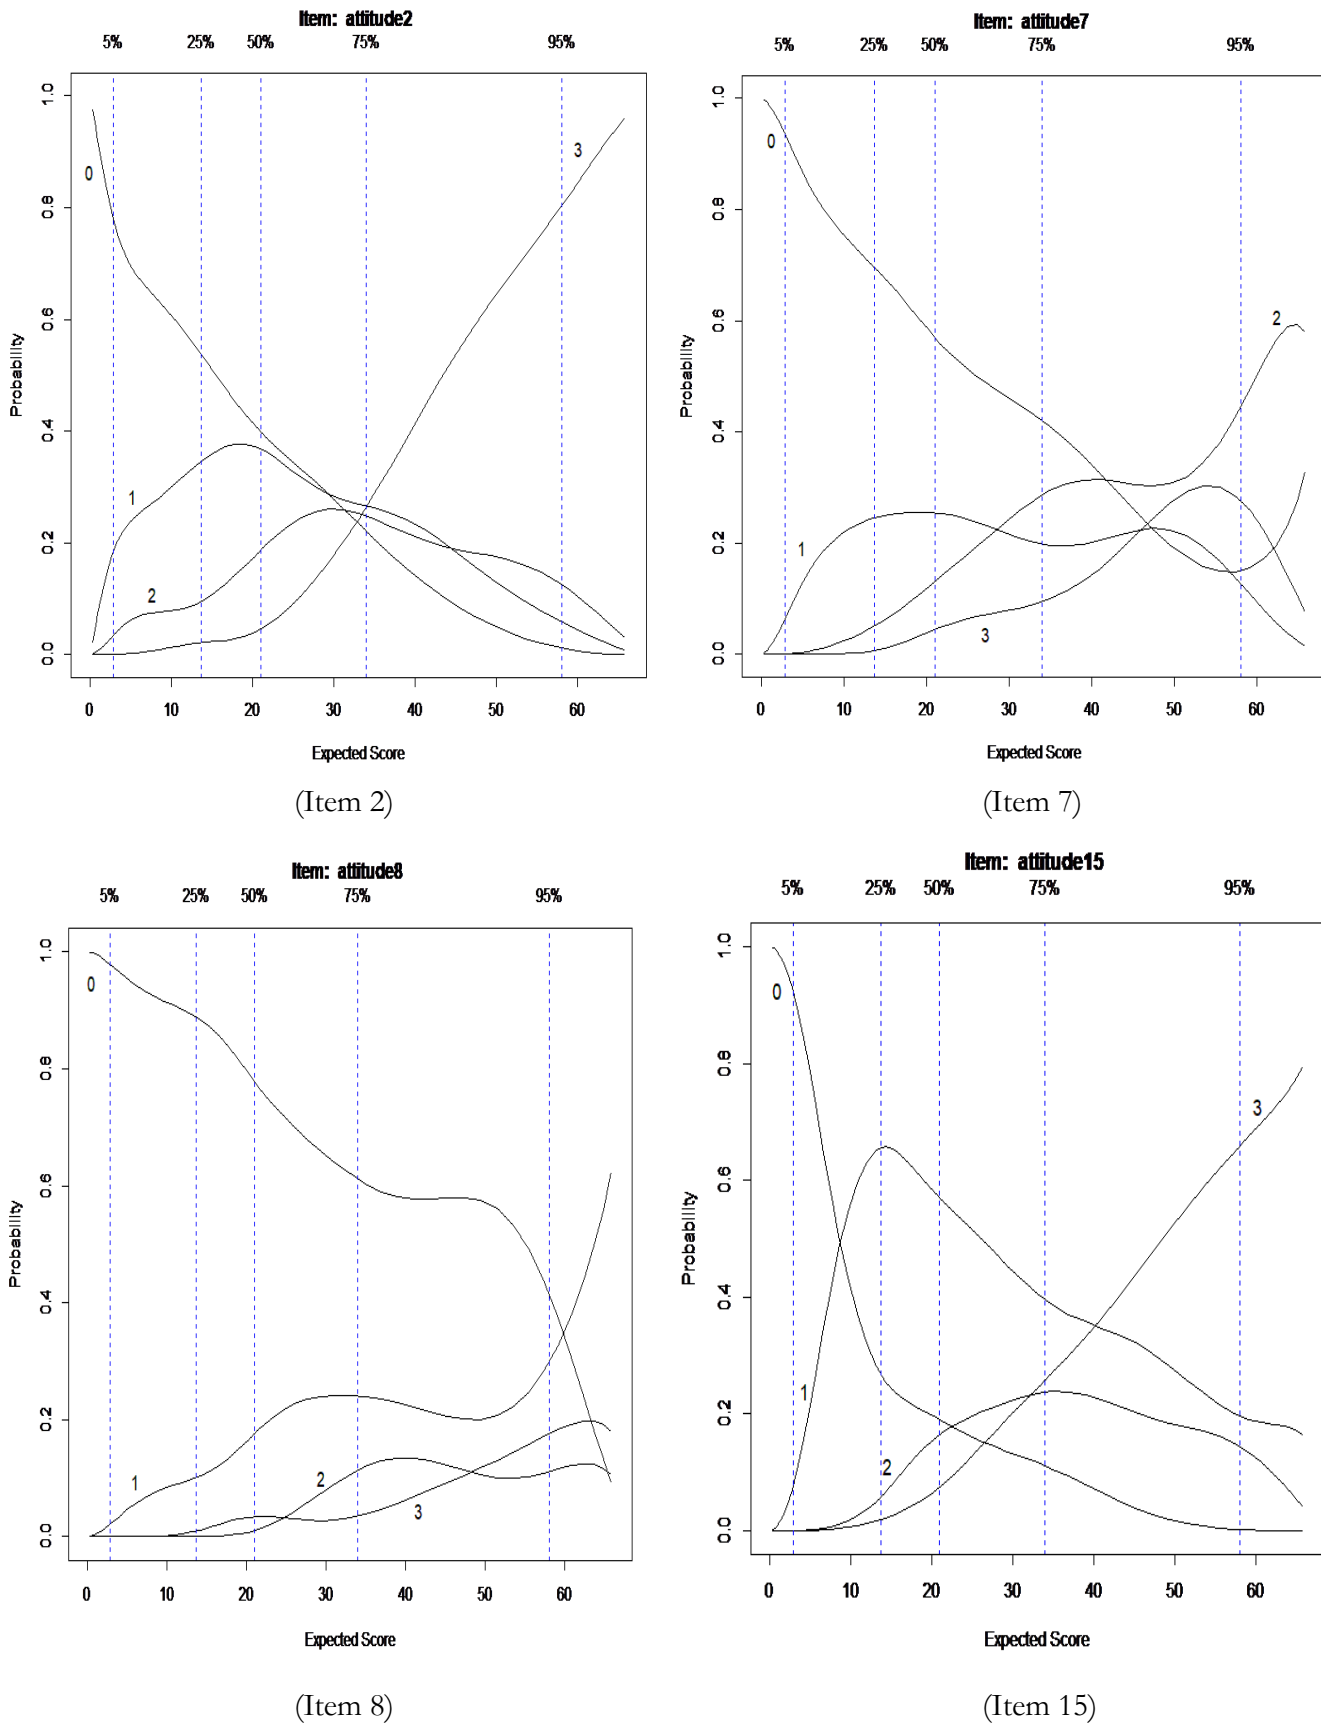 Item: attitude2
5% 25% 50% 75% 95%
1.0
0.8
0.6
0.4
0.2
0.0
Probability
0
1
2
3
0 10 20 30 40 50 60
Expected Score
(Item 2)
Item: attitude7
5% 25% 50% 75% 95%
1.0
0.8
0.6
0.4
0.2
0.0
Probability
0
1
2
3
0 10 20 30 40 50 60
Expected Score
(Item 7)
Item: attitude8
5% 25% 50% 75% 95%
1.0
0.8
0.6
0.4
0.2
0.0
Probability
0
1
2
3
0 10 20 30 40 50 60
Expected Score
(Item 8)
Item: attitude15
5% 25% 50% 75% 95%
1.0
0.8
0.6
0.4
0.2
0.0
Probability
0
1
2
3
0 10 20 30 40 50 60
Expected Score
(Item 15)